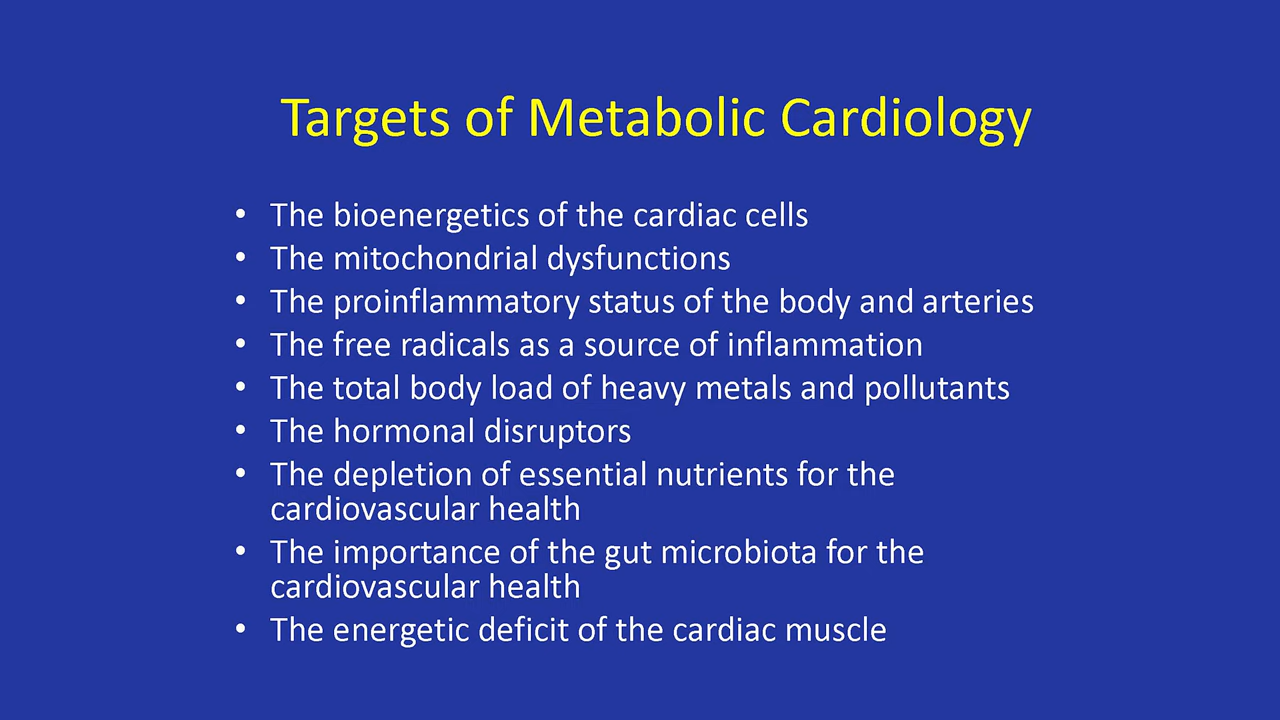 Targets of Metabolic Cardiology
• The bioenergetics of the cardiac cells
• The mitochondrial dysfunctions
• The proinflammatory status of the body and arteries
• The free radicals as a source of inflammation
• The total body load of heavy metals and pollutants
• The hormonal disruptors
• The depletion of essential nutrients for the
cardiovascular health
• The importance of the gut microbiota for the
cardiovascular health
• The energetic deficit of the cardiac muscle